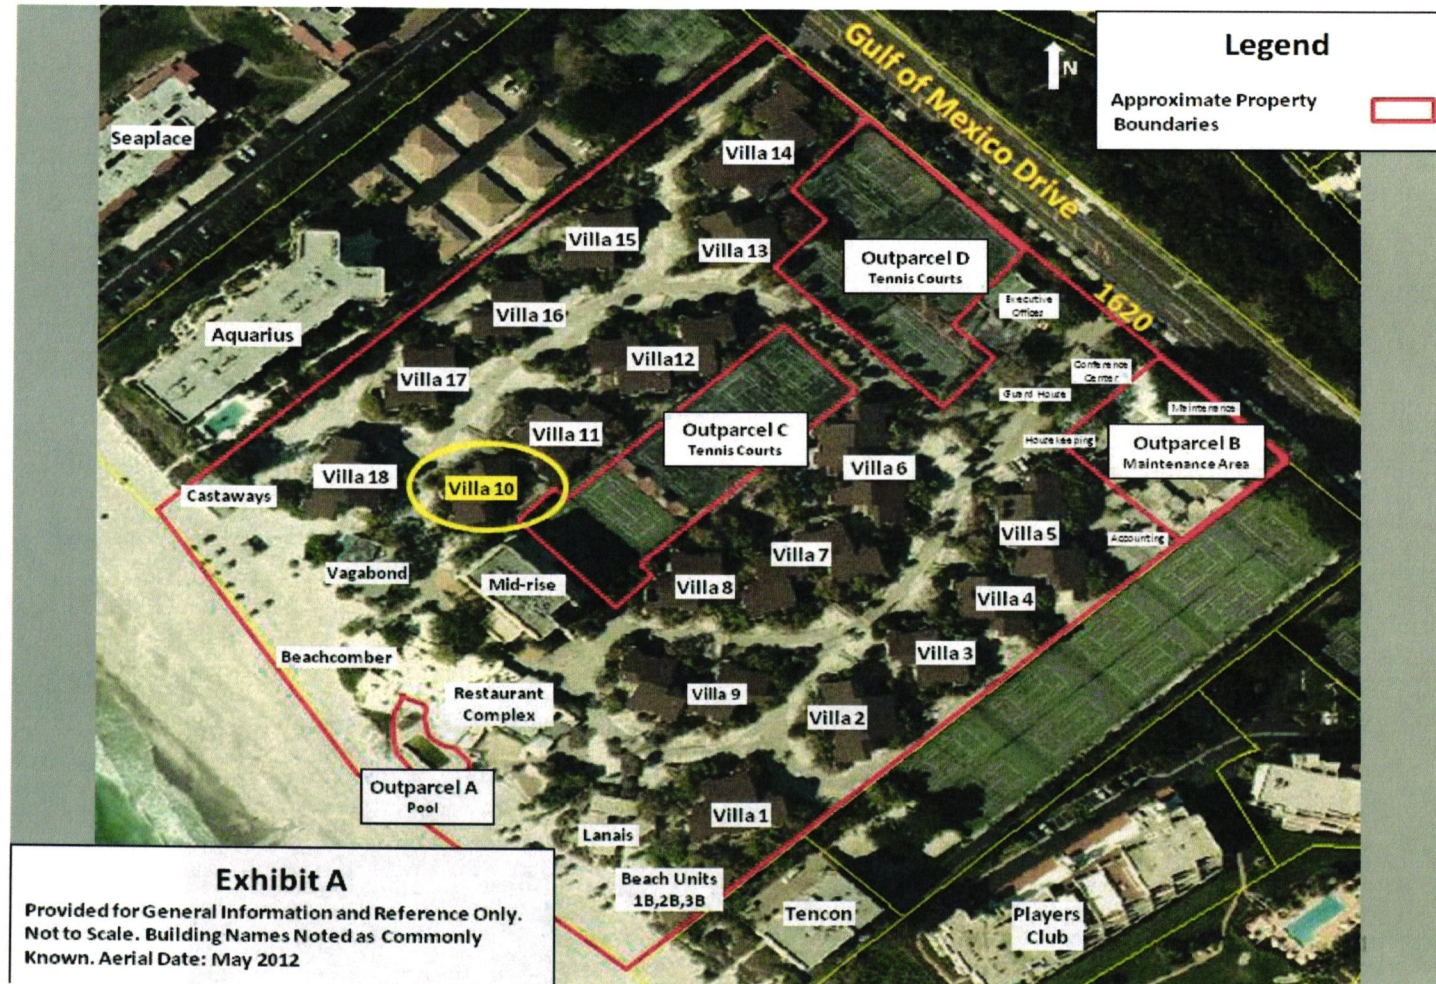 Legend
Approximate Property
Boundaries
N
Gulf of Mexico Drive
1620
Seaplace
Villa 14
Villa 15
Villa 13
Outparcel D
Tennis Courts
Executive
Offices
Villa 16
Aquarius
Villa12
Villa 17
Conference
Center
Guard House
Maintenance
Villa 11
Outparcel C
Tennis Courts
Housekeeping
Outparcel B
Maintenance Area
Villa 6
Villa 18
Villa 10
Castaways
Villa 5
Accounting
Villa 7
Vagabond
Mid-rise
Villa 8
Villa 4
Villa 3
Beachcomber
Restaurant
Complex
Villa 9
Villa 2
Outparcel A
Pool
Villa 1
Lanais
Beach Units
1B,2B,3B
Tencon
Players
Club
Exhibit A
Provided for General Information and Reference Only.
Not to Scale. Building Names Noted as Commonly
Known. Aerial Date: May 2012